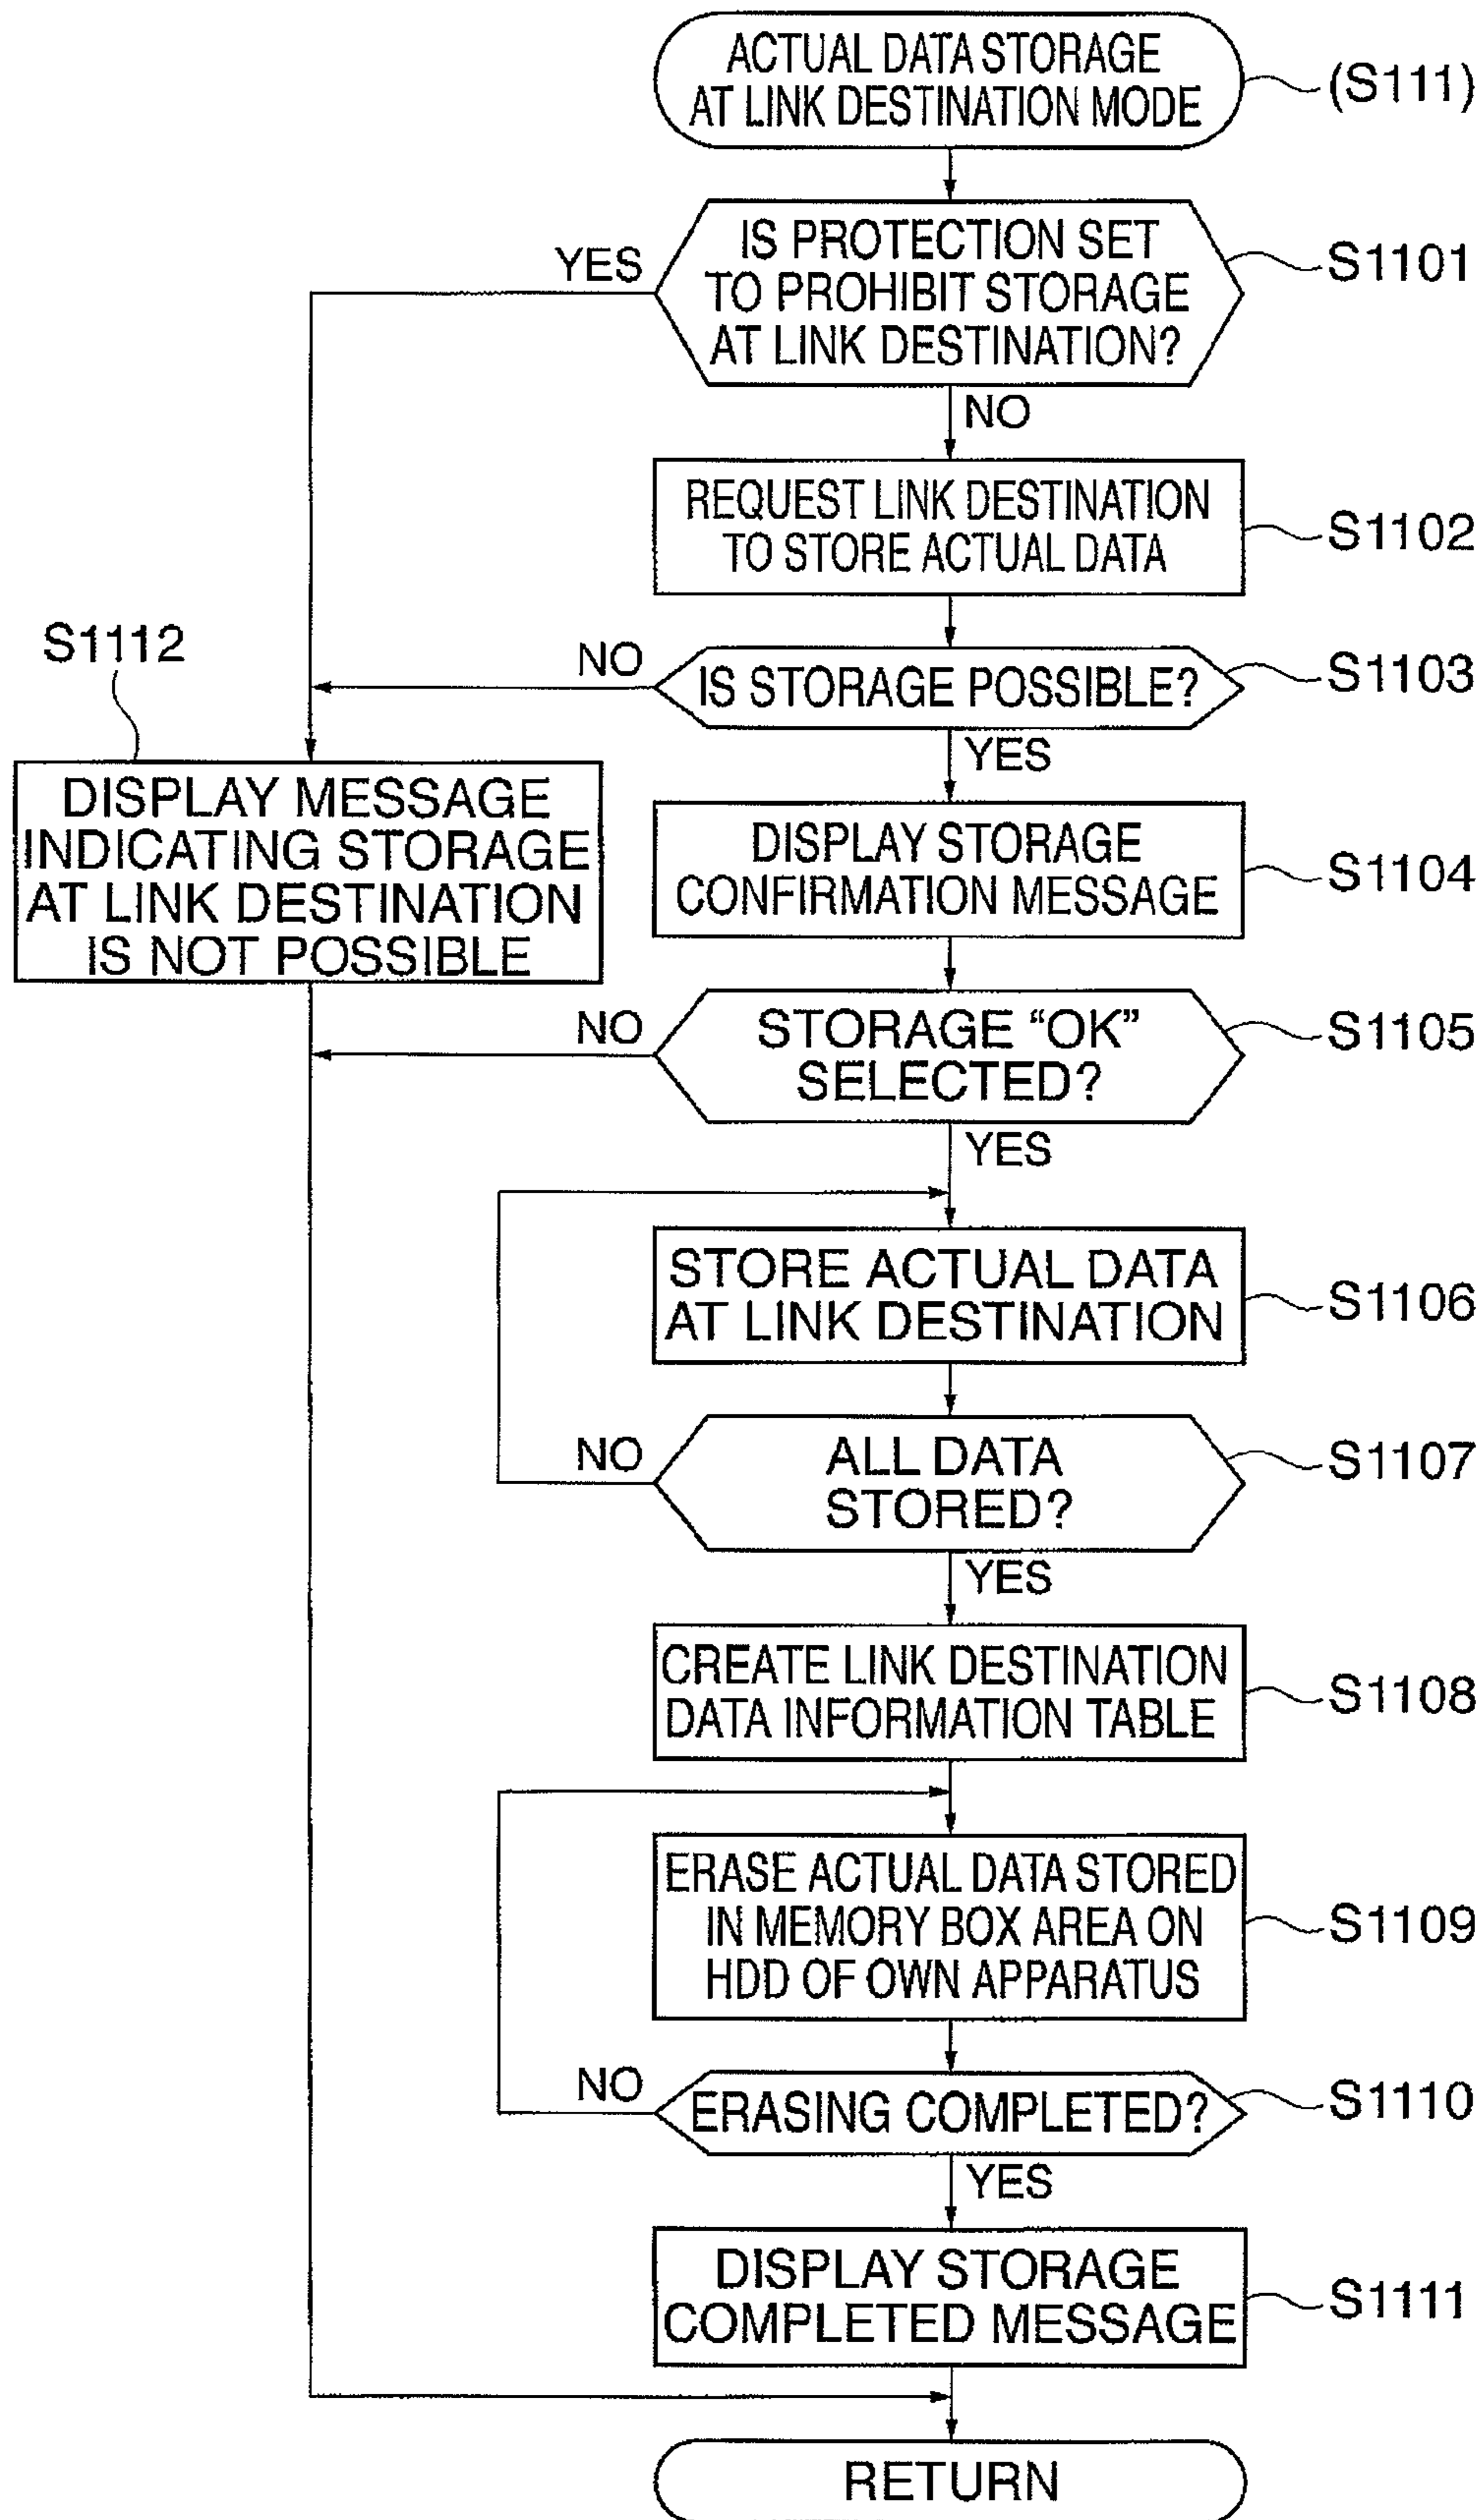 ACTUAL DATA STORAGE
AT LINK DESTINATION MODE
(S111)
IS PROTECTION SET
TO PROHIBIT STORAGE
AT LINK DESTINATION?
S1101
YES
NO
REQUEST LINK DESTINATION
TO STORE ACTUAL DATA
S1102
S1112
NO
IS STORAGE POSSIBLE?
S1103
YES
DISPLAY MESSAGE
INDICATING STORAGE
AT LINK DESTINATION
IS NOT POSSIBLE
DISPLAY STORAGE
CONFIRMATION MESSAGE
S1104
NO
STORAGE “OK”
SELECTED?
S1105
YES
STORE ACTUAL DATA
AT LINK DESTINATION
S1106
NO
ALL DATA
STORED?
S1107
YES
CREATE LINK DESTINATION
DATA INFORMATION TABLE
S1108
ERASE ACTUAL DATA STORED
IN MEMORY BOX AREA ON
HDD OF OWN APPARATUS
S1109
NO
ERASING COMPLETED?
S1110
YES
DISPLAY STORAGE
COMPLETED MESSAGE
S1111
RETURN